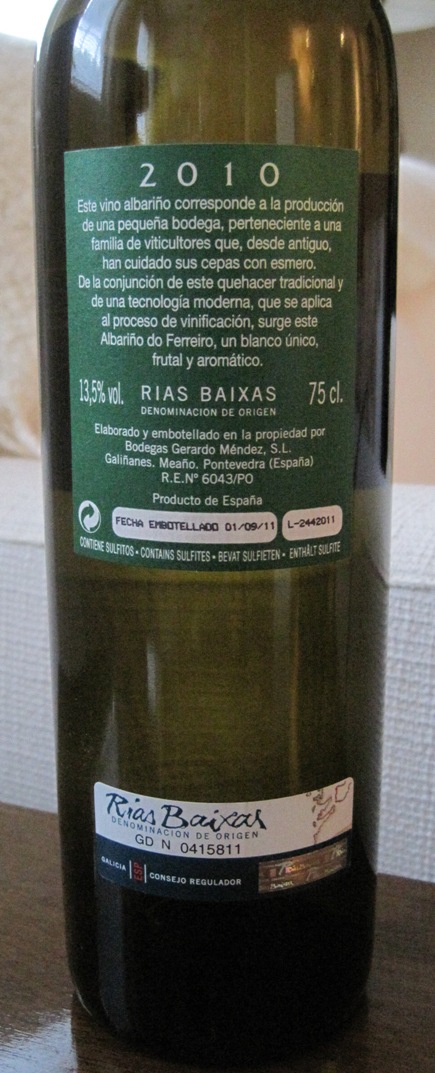 2010
Este vino albariño corresponde a la producción
de una pequeña bodega, perteneciente a una
familia de viticultores que, desde antiguo,
han cuidado sus cepas con esmero.
De la conjunción de este quehacer tradicional y
de una tecnología moderna, que se aplica
al proceso de vinificación, surge este
Albariño do Ferreiro, un blanco único,
frutal y aromático.
13,5% vol. RIAS BAIXAS 75 cl.
DENOMINACION DE ORIGEN
Elaborado y embotellado en la propiedad por
Bodegas Gerardo Méndez, S.L.
Galiñanes. Meaño. Pontevedra (España)
R.E.Nº 6043/PO
Producto de España
FECHA EMBOTELLADO 01/09/11 L-2442011
CONTIENE SULFITOS • CONTAINS SULFITES • BEVAT SULFIETEN • ENTHÄLT SULFITE
Rias Baixas
DENOMINACION DE ORIGEN
GD N 0415811
GALICIA ESP CONSEJO REGULADOR